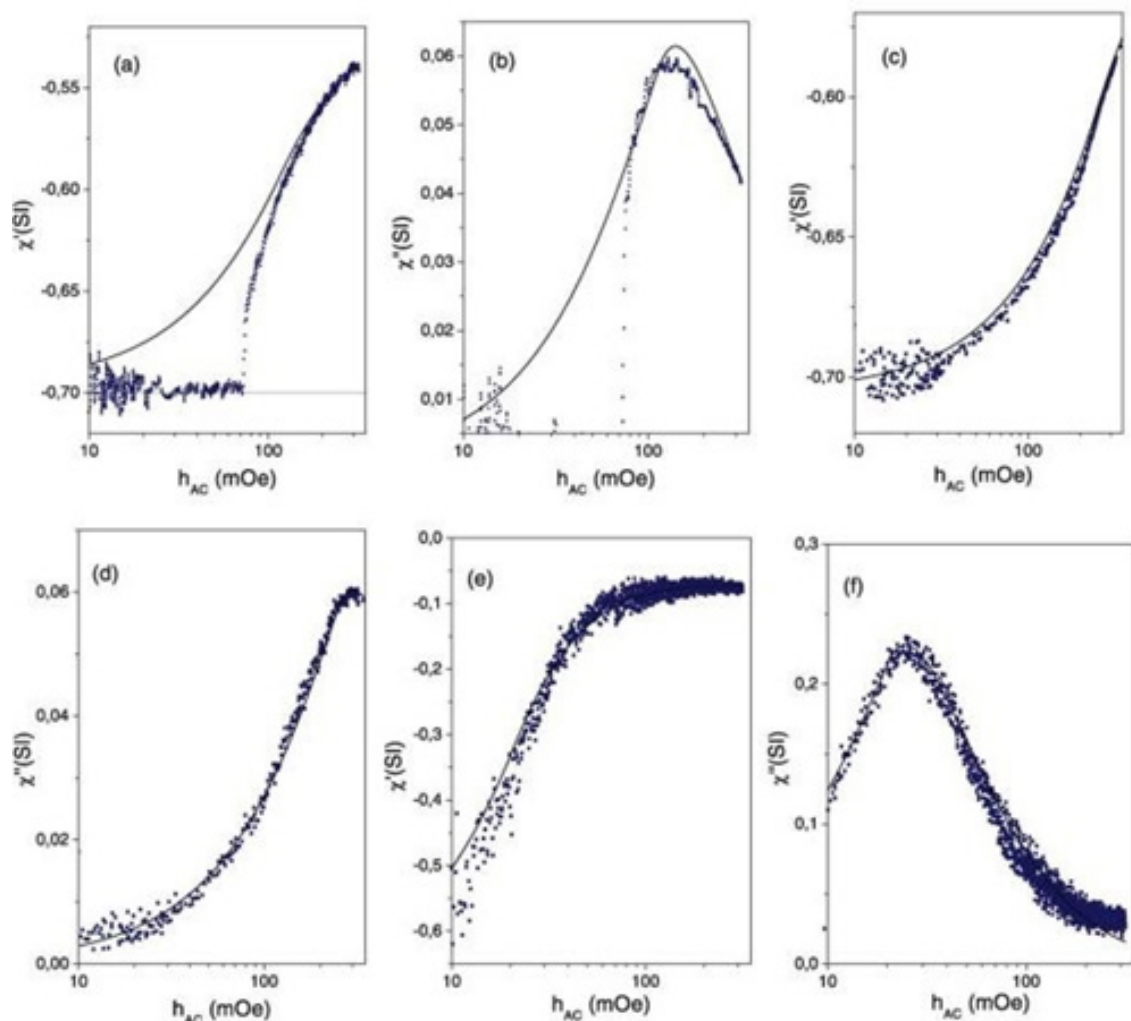 (a)
-0,55
-0,60
-0,65
-0,70
χ'(SI)
10
100
h_AC (mOe)
(b)
0,06
0,05
0,04
0,03
0,02
0,01
χ"(SI)
10
100
h_AC (mOe)
(c)
-0,60
-0,65
-0,70
χ'(SI)
10
100
h_AC (mOe)
(d)
0,06
0,04
0,02
0,00
χ"(SI)
10
100
h_AC (mOe)
(e)
0,0
-0,1
-0,2
-0,3
-0,4
-0,5
-0,6
χ'(SI)
10
100
h_AC (mOe)
(f)
0,3
0,2
0,1
0,0
χ"(SI)
10
100
h_AC (mOe)